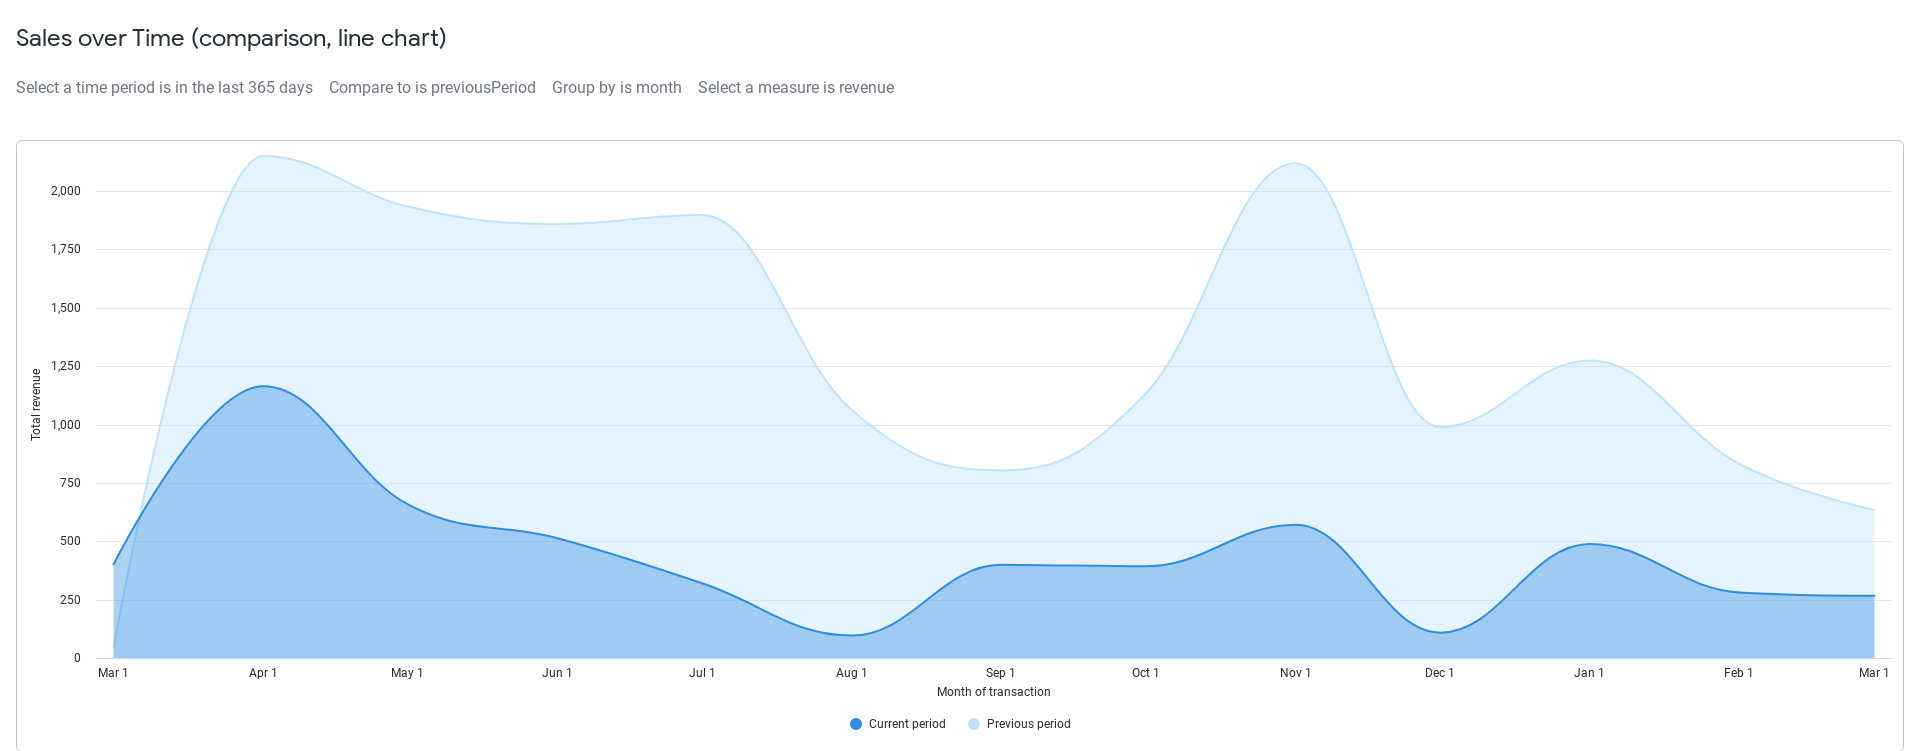 Sales over Time (comparison, line chart)
Select a time period is in the last 365 days Compare to is previousPeriod Group by is month Select a measure is revenue
2,000
1,750
1,500
1,250
1,000
750
500
250
0
Total revenue
Mar 1 Apr 1 May 1 Jun 1 Jul 1 Aug 1 Sep 1 Oct 1 Nov 1 Dec 1 Jan 1 Feb 1 Mar 1
Month of transaction
Current period Previous period